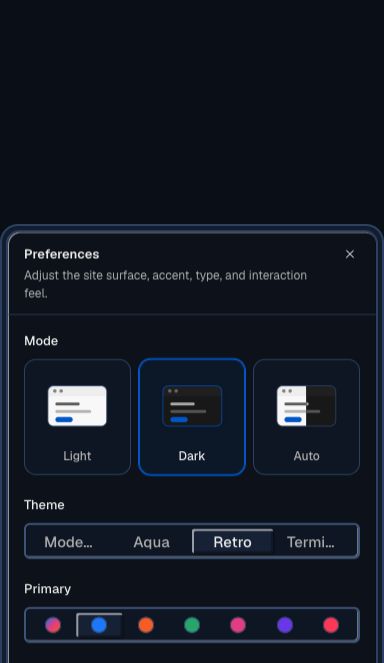 Preferences
Adjust the site surface, accent, type, and interaction
feel.
Mode
Light
Dark
Auto
Theme
Mode...
Aqua
Retro
Termi...
Primary